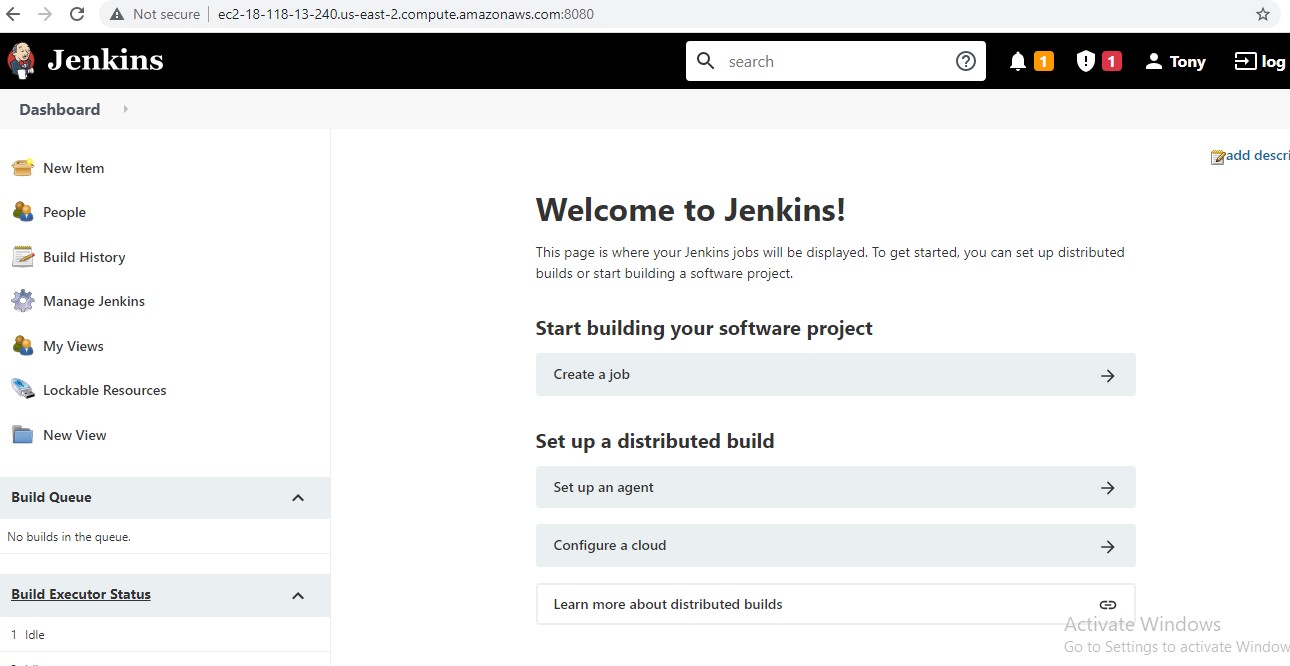 Not secure | ec2-18-118-13-240.us-east-2.compute.amazonaws.com:8080
Jenkins
search
1
1
Tony
log
Dashboard
add descri
New Item
People
Build History
Manage Jenkins
My Views
Lockable Resources
New View
Build Queue
No builds in the queue.
Build Executor Status
1 Idle
Welcome to Jenkins!
This page is where your Jenkins jobs will be displayed. To get started, you can set up distributed
builds or start building a software project.
Start building your software project
Create a job
Set up a distributed build
Set up an agent
Configure a cloud
Learn more about distributed builds
Activate Windows
Go to Settings to activate Window